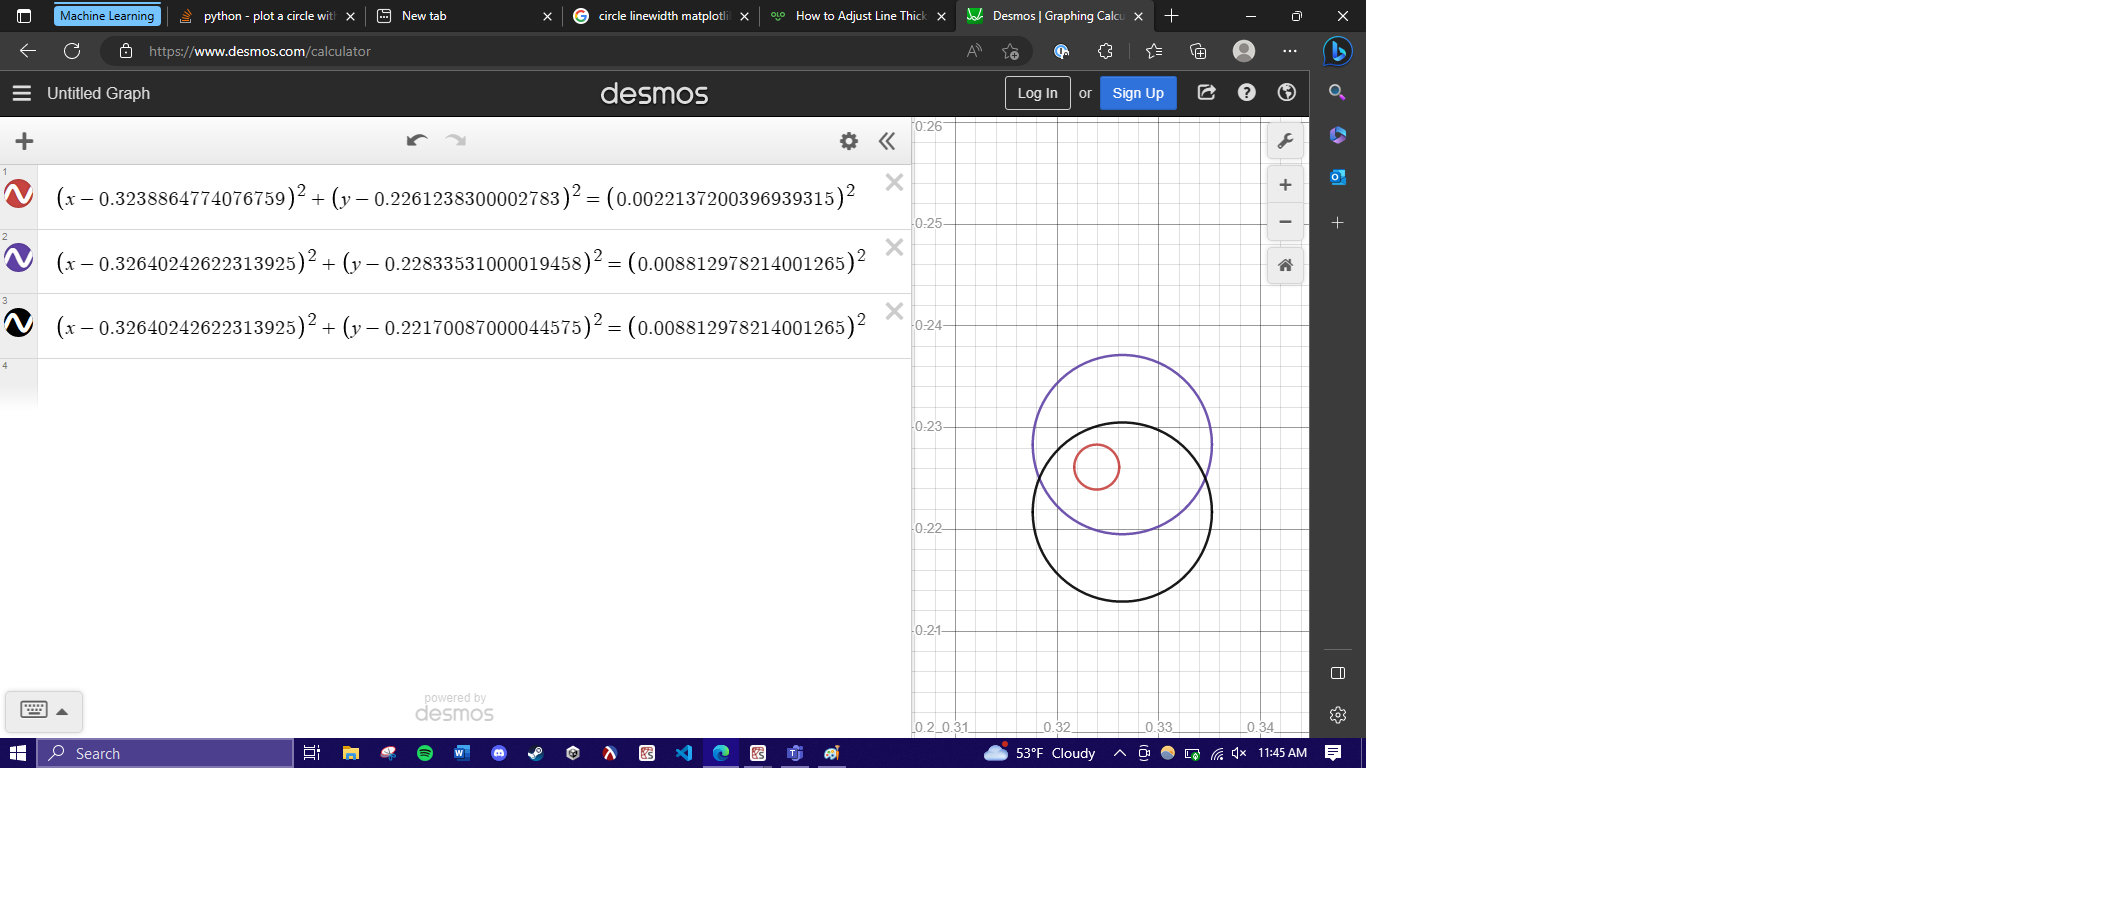 Machine Learning
python - plot a circle with
New tab
circle linewidth matplotli
How to Adjust Line Thick
Desmos | Graphing Calcu
https://www.desmos.com/calculator
Untitled Graph
desmos
Log In or Sign Up
1
(x − 0.3238864774076759)² + (y − 0.2261238300002783)² = (0.0022137200396939315)²
2
(x − 0.32640242622313925)² + (y − 0.22833531000019458)² = (0.008812978214001265)²
3
(x − 0.32640242622313925)² + (y − 0.22170087000044575)² = (0.008812978214001265)²
4
0.26
0.25
0.24
0.23
0.22
0.21
0.2 0.31 0.32 0.33 0.34
powered by
desmos
Search
53°F Cloudy
11:45 AM